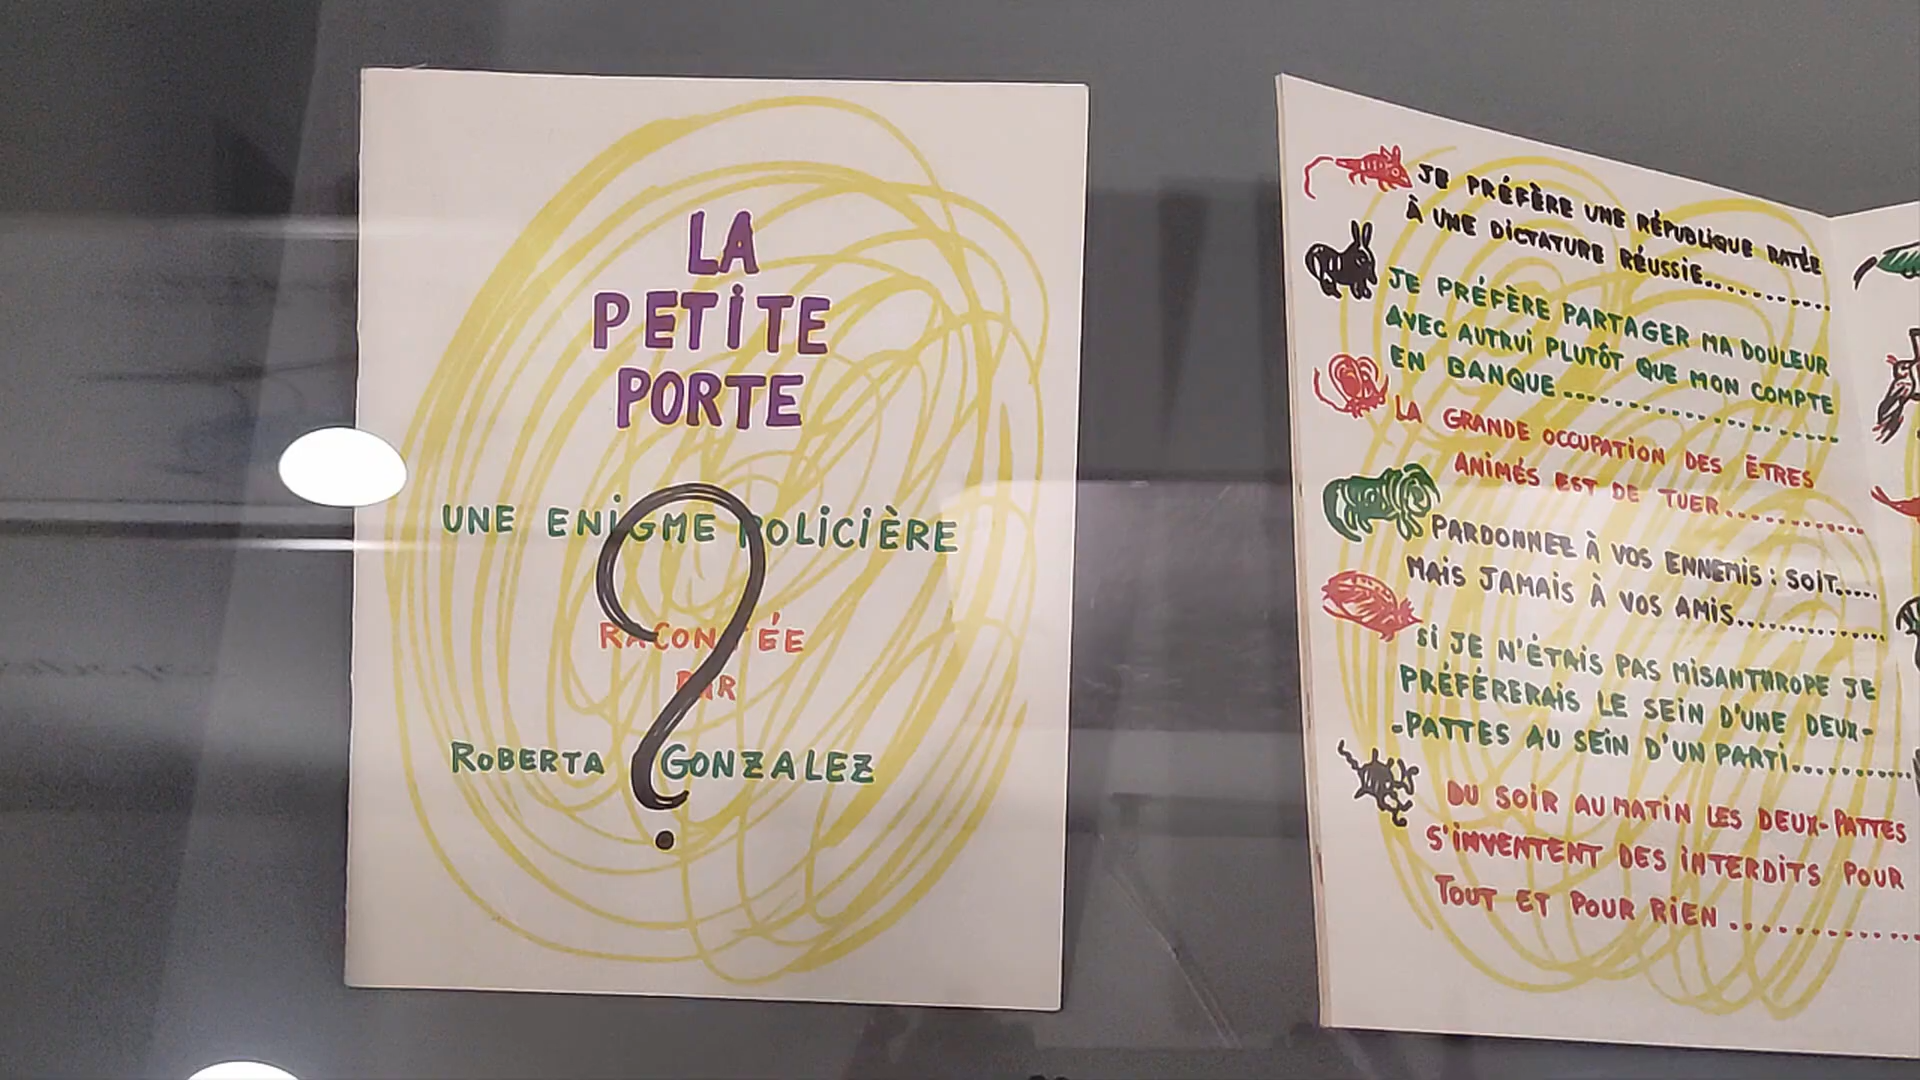 LA
PETITE
PORTE
UNE ENIGME POLICIÈRE
RACONTÉE
PAR
ROBERTA GONZALEZ
?
JE PRÉFÈRE UNE RÉPUBLIQUE RATÉE
À UNE DICTATURE RÉUSSIE..........
JE PRÉFÈRE PARTAGER MA DOULEUR
AVEC AUTRUI PLUTÔT QUE MON COMPTE
EN BANQUE....................
LA GRANDE OCCUPATION DES ÊTRES
ANIMÉS EST DE TUER............
PARDONNEZ À VOS ENNEMIS : SOIT.....
MAIS JAMAIS À VOS AMIS..............
SI JE N'ÉTAIS PAS MISANTHROPE JE
PRÉFÉRERAIS LE SEIN D'UNE DEUX-
-PATTES AU SEIN D'UN PARTI...........
DU SOIR AU MATIN LES DEUX-PATTES
S'INVENTENT DES INTERDITS POUR
TOUT ET POUR RIEN.............